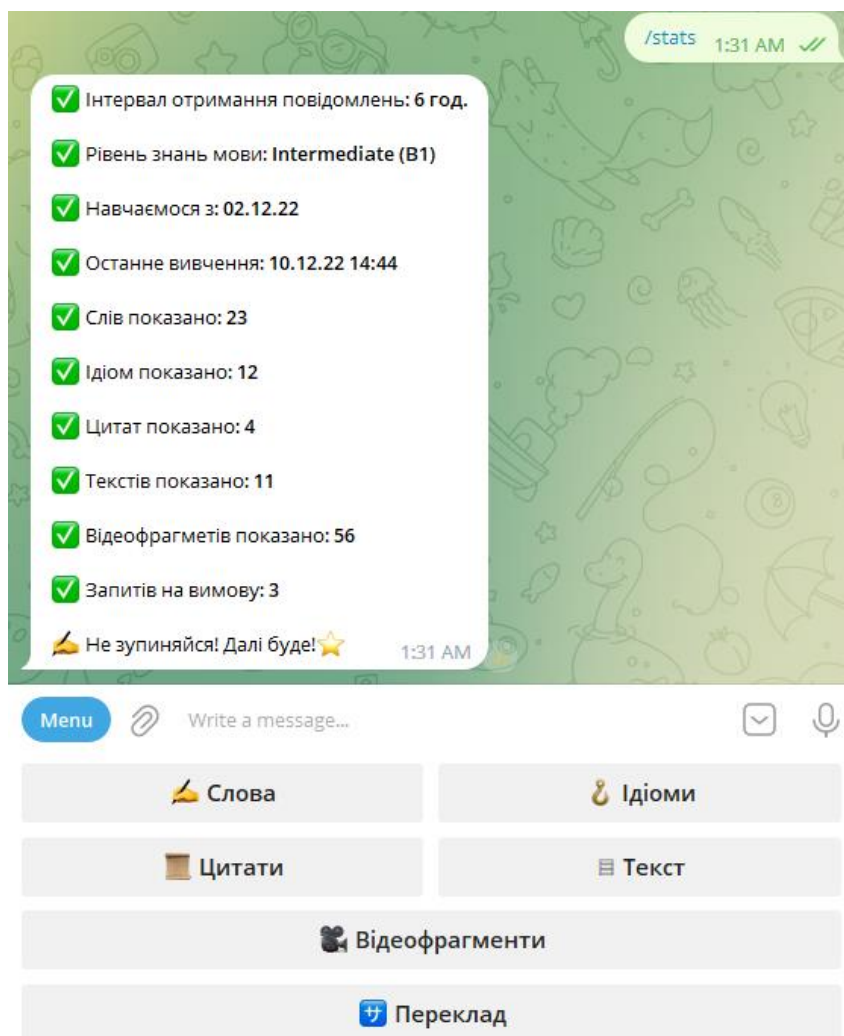 /stats 1:31 AM
Інтервал отримання повідомлень: 6 год.
Рівень знань мови: Intermediate (B1)
Навчаємося з: 02.12.22
Останнє вивчення: 10.12.22 14:44
Слів показано: 23
Ідіом показано: 12
Цитат показано: 4
Текстів показано: 11
Відеофрагметів показано: 56
Запитів на вимову: 3
Не зупиняйся! Далі буде! 1:31 AM
Menu Write a message...
Слова Ідіоми
Цитати Текст
Відеофрагменти
サ Переклад